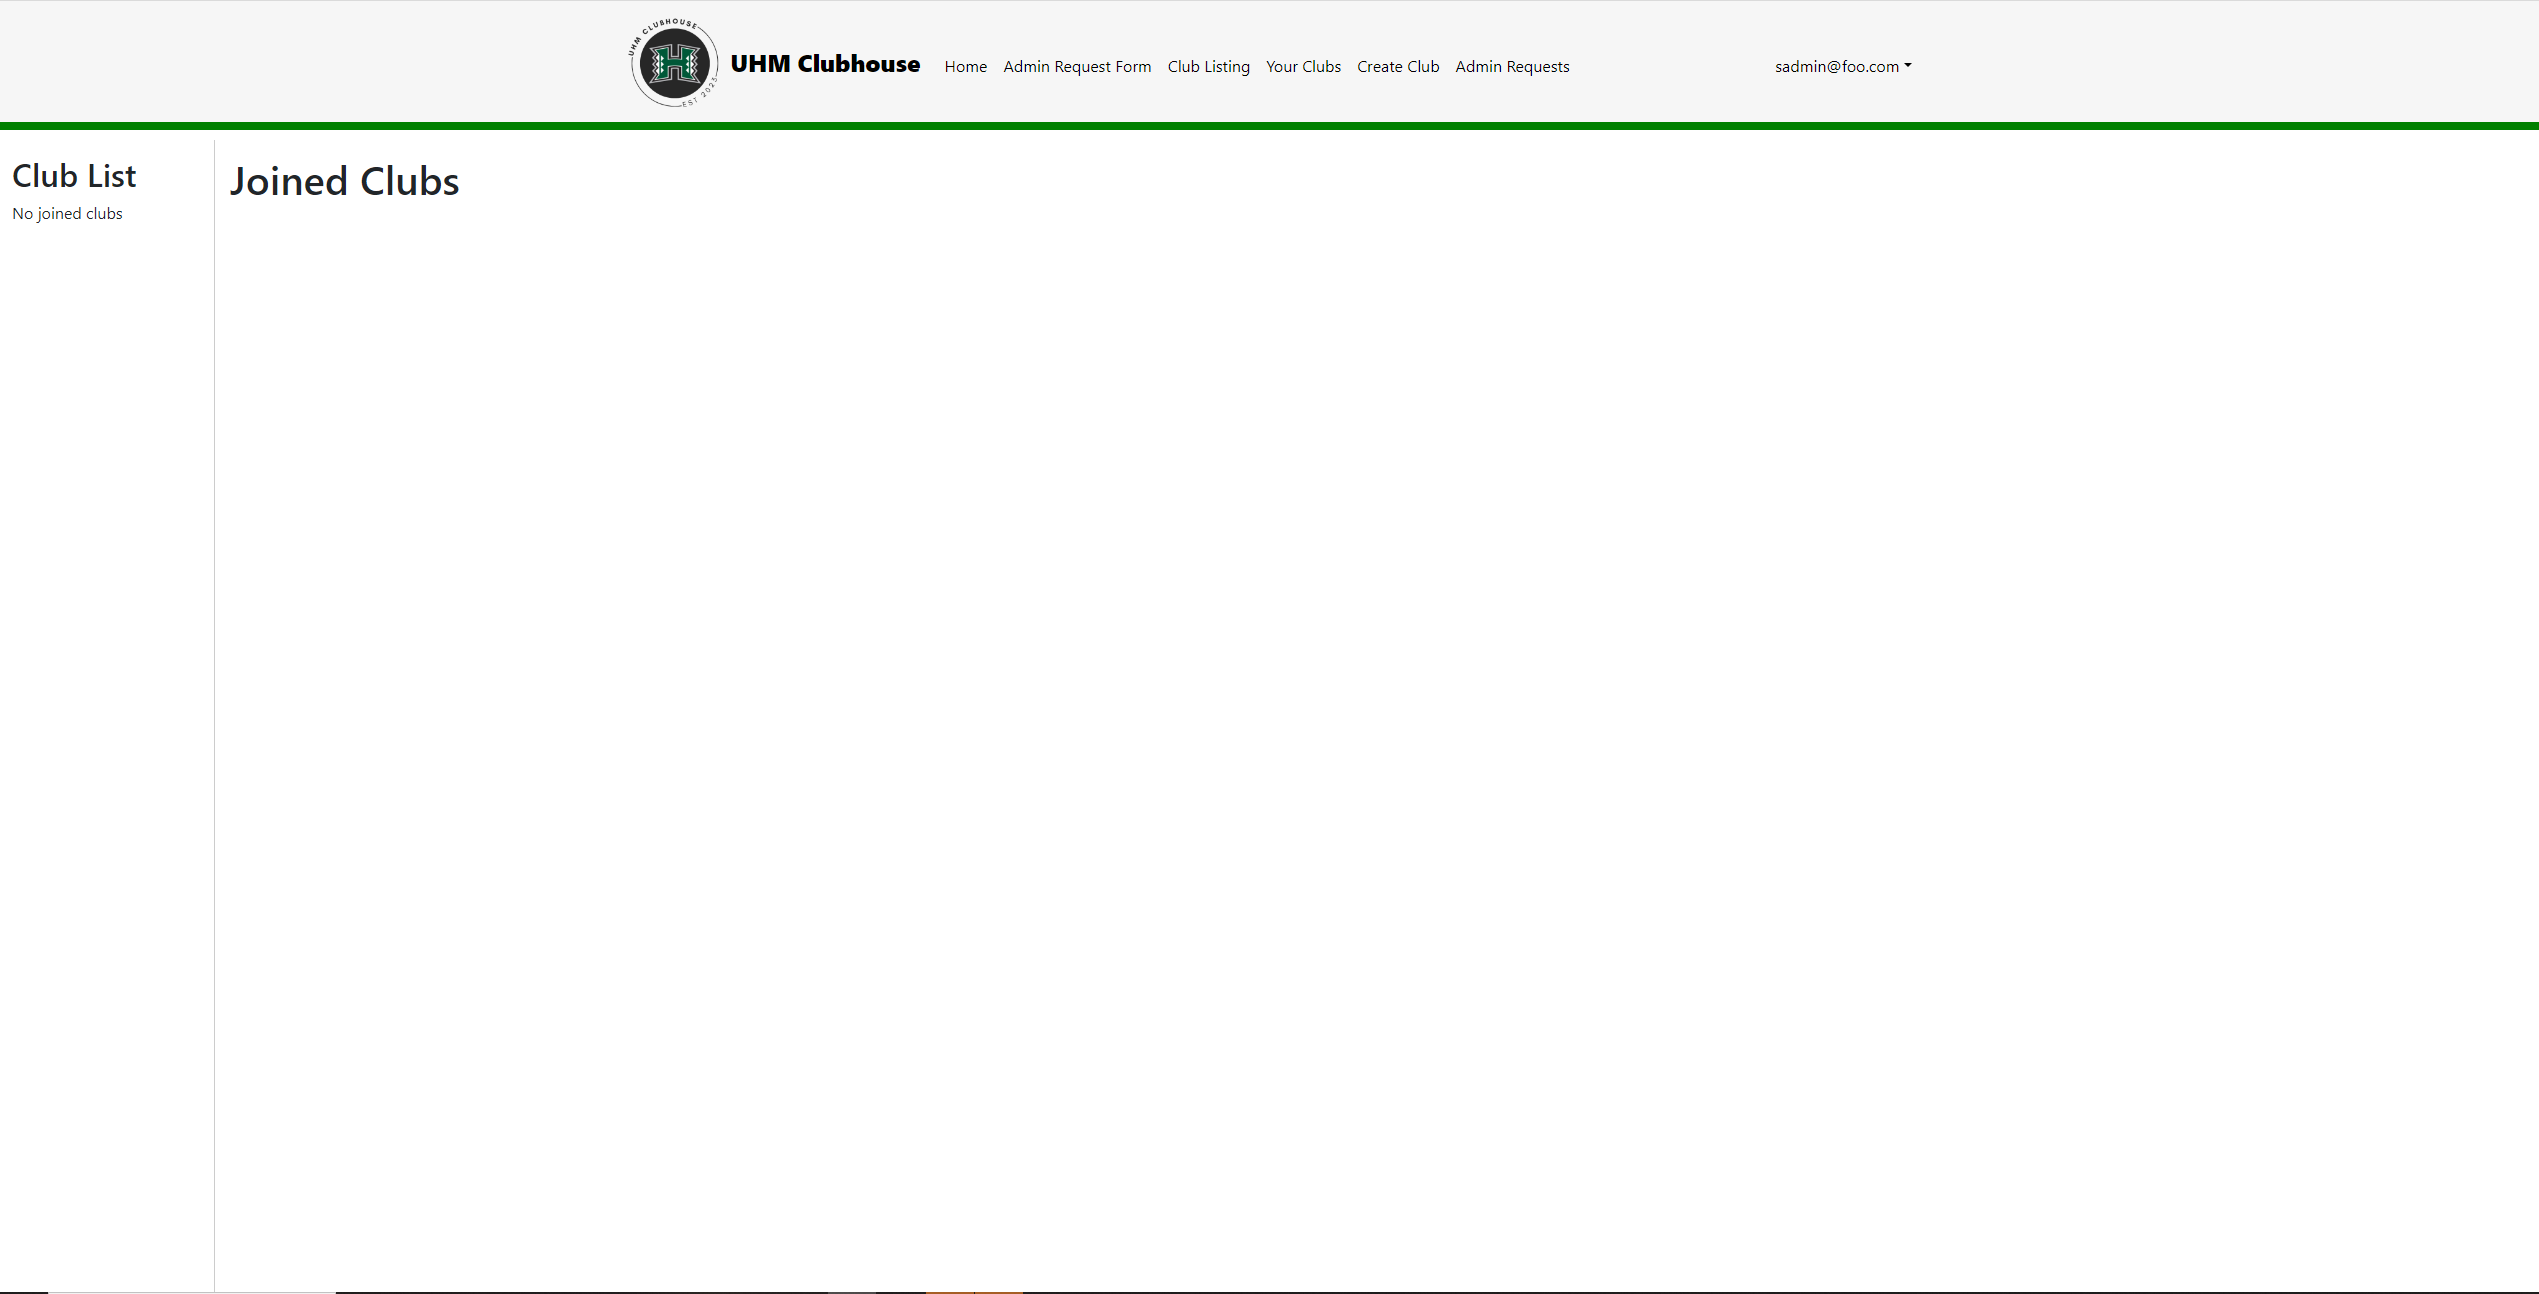 UHM CLUBHOUSE
EST 2023
H
UHM Clubhouse
Home Admin Request Form Club Listing Your Clubs Create Club Admin Requests
sadmin@foo.com
Club List
No joined clubs
Joined Clubs